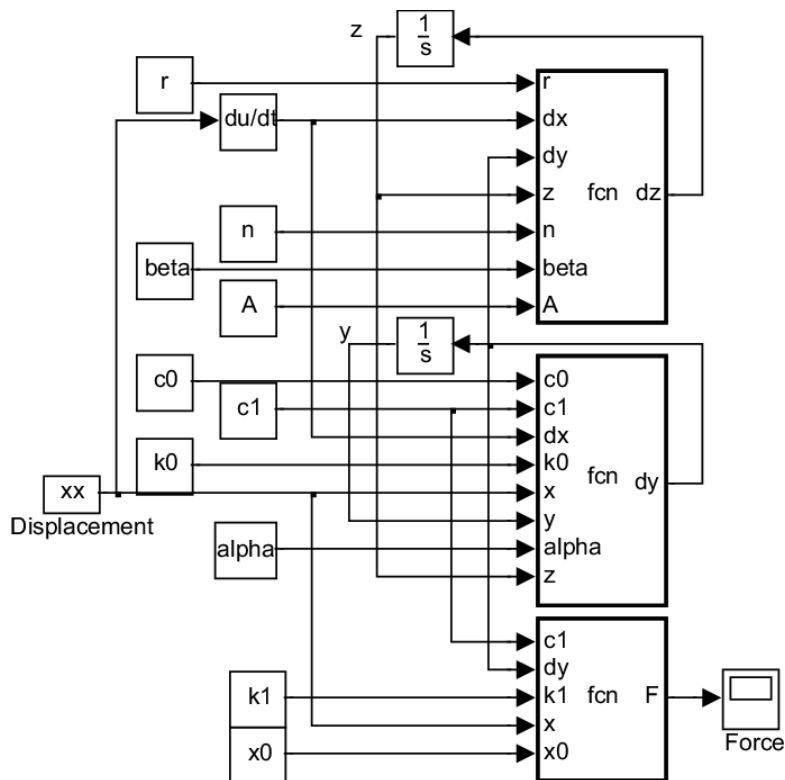 z
1
s
r
r
du/dt
dx
dy
z
fcn
dz
n
n
beta
beta
A
A
y
1
s
c0
c0
c1
c1
dx
k0
k0
x
fcn
dy
xx
Displacement
y
alpha
alpha
z
c1
dy
k1
k1
fcn
F
x
x0
x0
Force